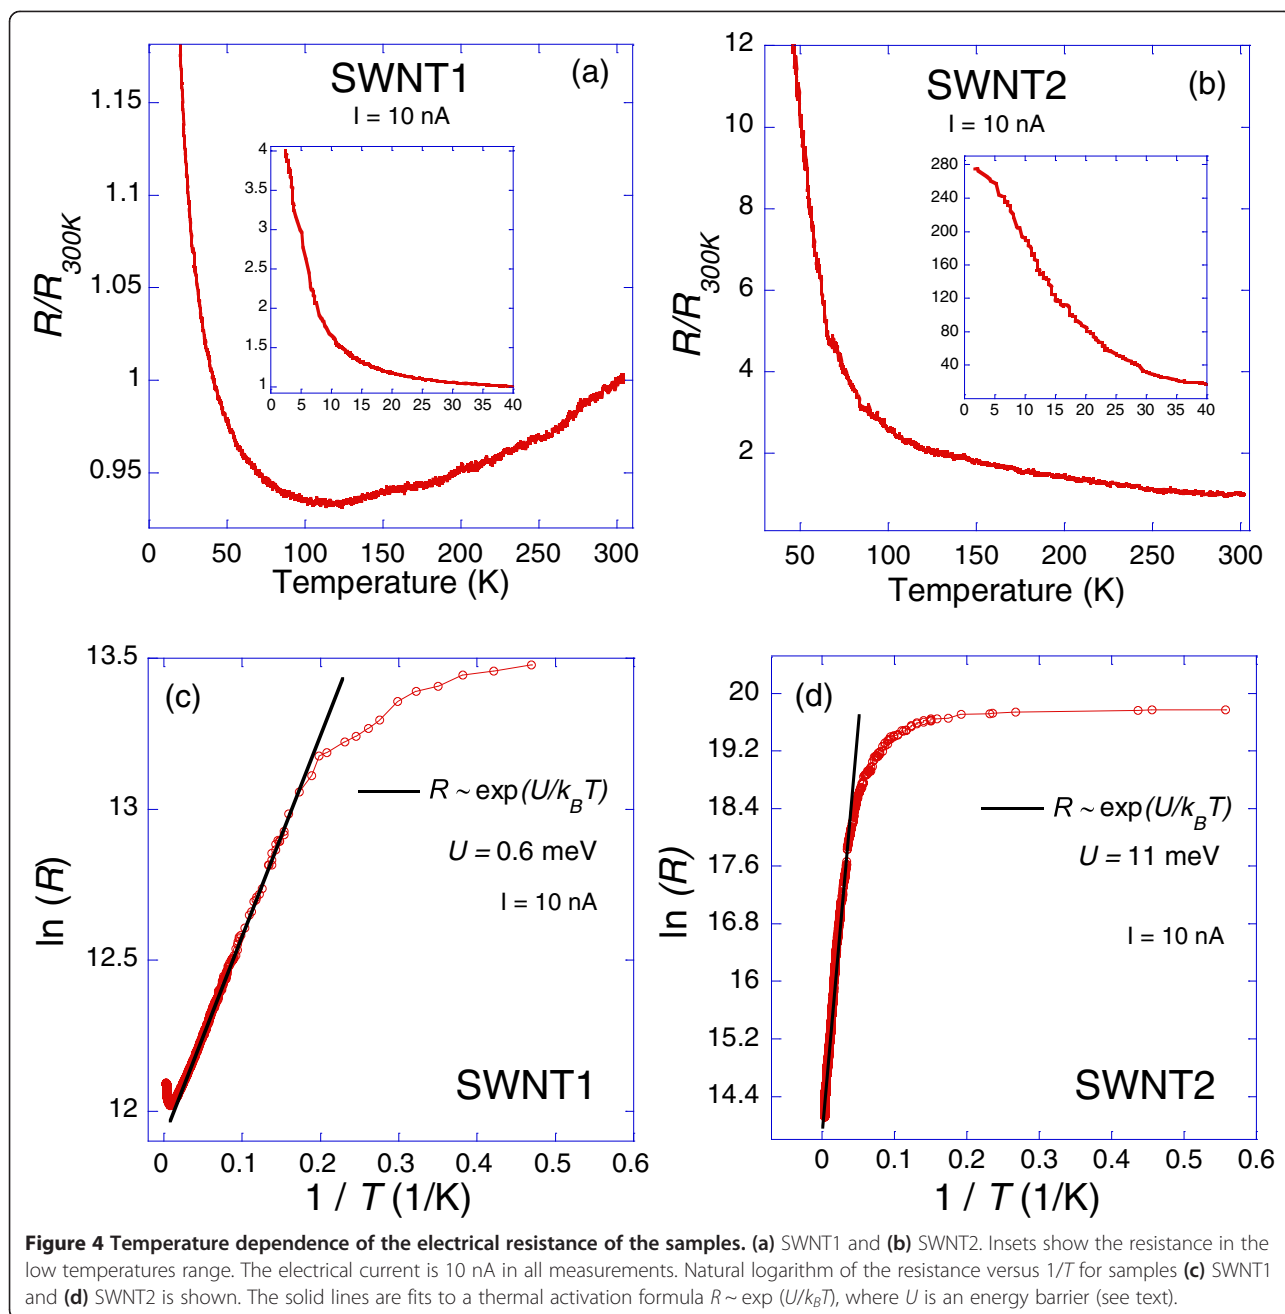 SWNT1
(a)
I = 10 nA
R/R300K
1.15
1.1
1.05
1
0.95
4
3.5
3
2.5
2
1.5
1
0 5 10 15 20 25 30 35 40
0 50 100 150 200 250 300
Temperature (K)
SWNT2
(b)
I = 10 nA
R/R300K
12
10
8
6
4
2
280
240
200
160
120
80
40
0 5 10 15 20 25 30 35 40
50 100 150 200 250 300
Temperature (K)
(c)
ln (R)
13.5
13
12.5
12
R ~ exp(U/kBT)
U = 0.6 meV
I = 10 nA
SWNT1
0 0.1 0.2 0.3 0.4 0.5 0.6
1 / T (1/K)
(d)
ln (R)
20
19.2
18.4
17.6
16.8
16
15.2
14.4
R ~ exp(U/kBT)
U = 11 meV
I = 10 nA
SWNT2
0 0.1 0.2 0.3 0.4 0.5 0.6
1 / T (1/K)
Figure 4 Temperature dependence of the electrical resistance of the samples. (a) SWNT1 and (b) SWNT2. Insets show the resistance in the
low temperatures range. The electrical current is 10 nA in all measurements. Natural logarithm of the resistance versus 1/T for samples (c) SWNT1
and (d) SWNT2 is shown. The solid lines are fits to a thermal activation formula R ~ exp (U/kBT), where U is an energy barrier (see text).